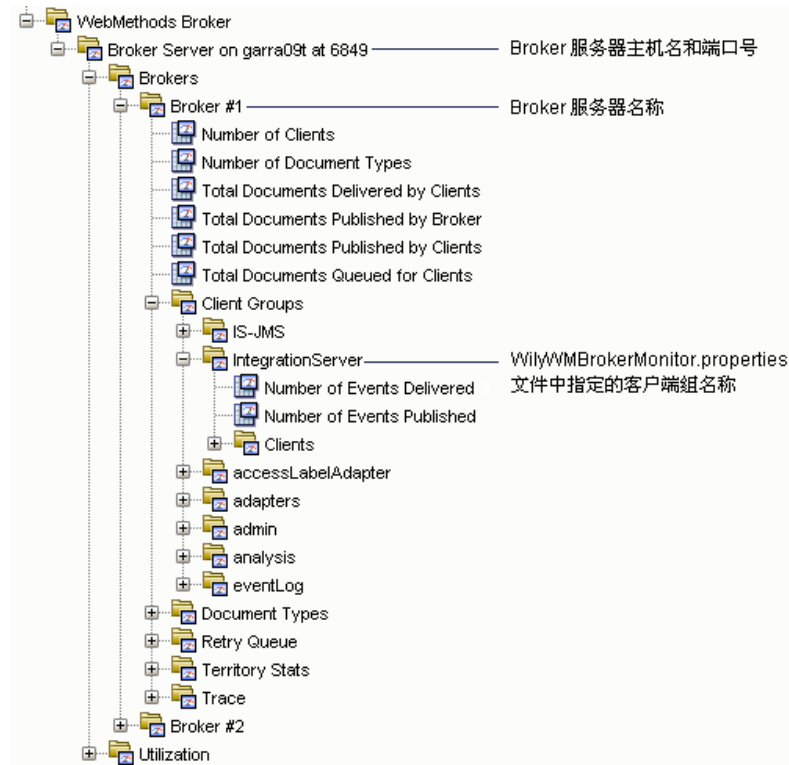 WebMethods Broker
Broker Server on garra09t at 6849 Broker 服务器主机名和端口号
Brokers
Broker #1 Broker 服务器名称
Number of Clients
Number of Document Types
Total Documents Delivered by Clients
Total Documents Published by Broker
Total Documents Published by Clients
Total Documents Queued for Clients
Client Groups
IS-JMS
IntegrationServer WilyWMBrokerMonitor.properties
Number of Events Delivered 文件中指定的客户端组名称
Number of Events Published
Clients
accessLabelAdapter
adapters
admin
analysis
eventLog
Document Types
Retry Queue
Territory Stats
Trace
Broker #2
Utilization